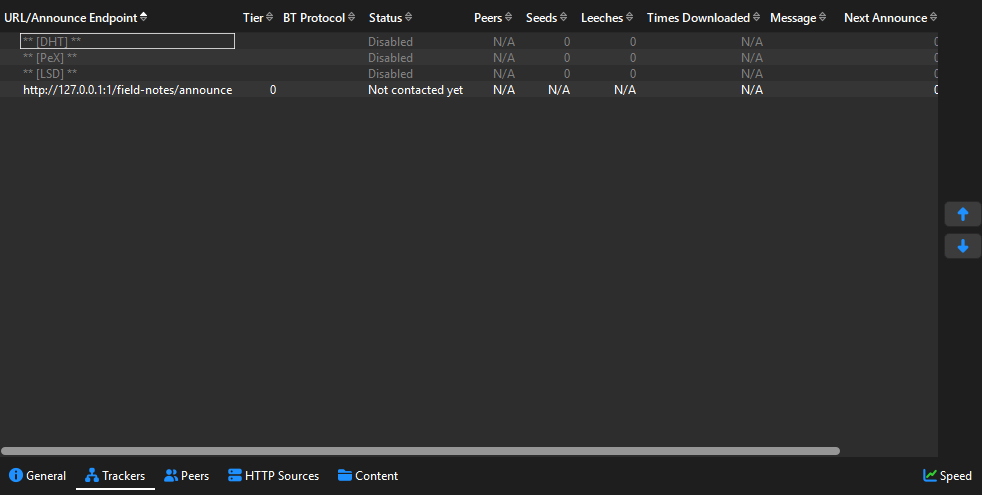 URL/Announce Endpoint Tier BT Protocol Status Peers Seeds Leeches Times Downloaded Message Next Announce
** [DHT] ** Disabled N/A 0 0 N/A 0
** [PeX] ** Disabled N/A 0 0 N/A 0
** [LSD] ** Disabled N/A 0 0 N/A 0
http://127.0.0.1:1/field-notes/announce 0 Not contacted yet N/A N/A N/A N/A 0
General Trackers Peers HTTP Sources Content Speed